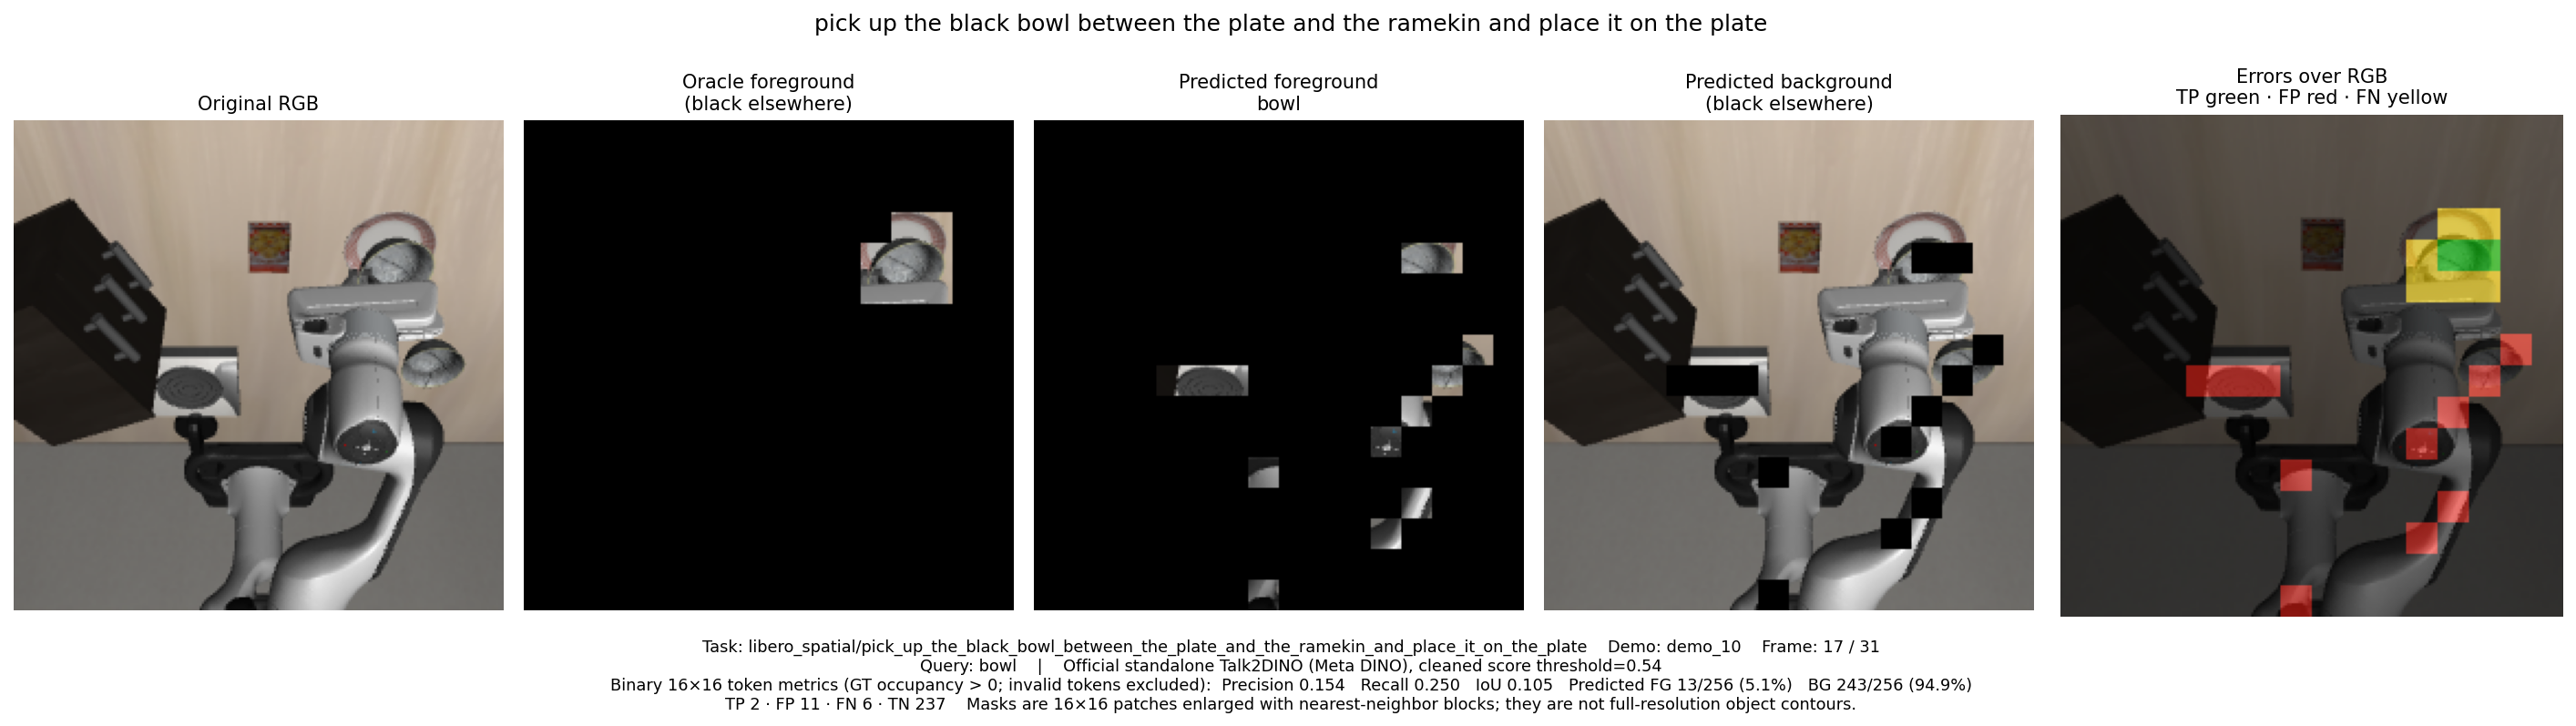 pick up the black bowl between the plate and the ramekin and place it on the plate
Original RGB
Oracle foreground
(black elsewhere)
Predicted foreground
bowl
Predicted background
(black elsewhere)
Errors over RGB
TP green · FP red · FN yellow
Task: libero_spatial/pick_up_the_black_bowl_between_the_plate_and_the_ramekin_and_place_it_on_the_plate    Demo: demo_10    Frame: 17 / 31
Query: bowl    |    Official standalone Talk2DINO (Meta DINO), cleaned score threshold=0.54
Binary 16×16 token metrics (GT occupancy > 0; invalid tokens excluded):  Precision 0.154   Recall 0.250   IoU 0.105   Predicted FG 13/256 (5.1%)   BG 243/256 (94.9%)
TP 2 · FP 11 · FN 6 · TN 237    Masks are 16×16 patches enlarged with nearest-neighbor blocks; they are not full-resolution object contours.